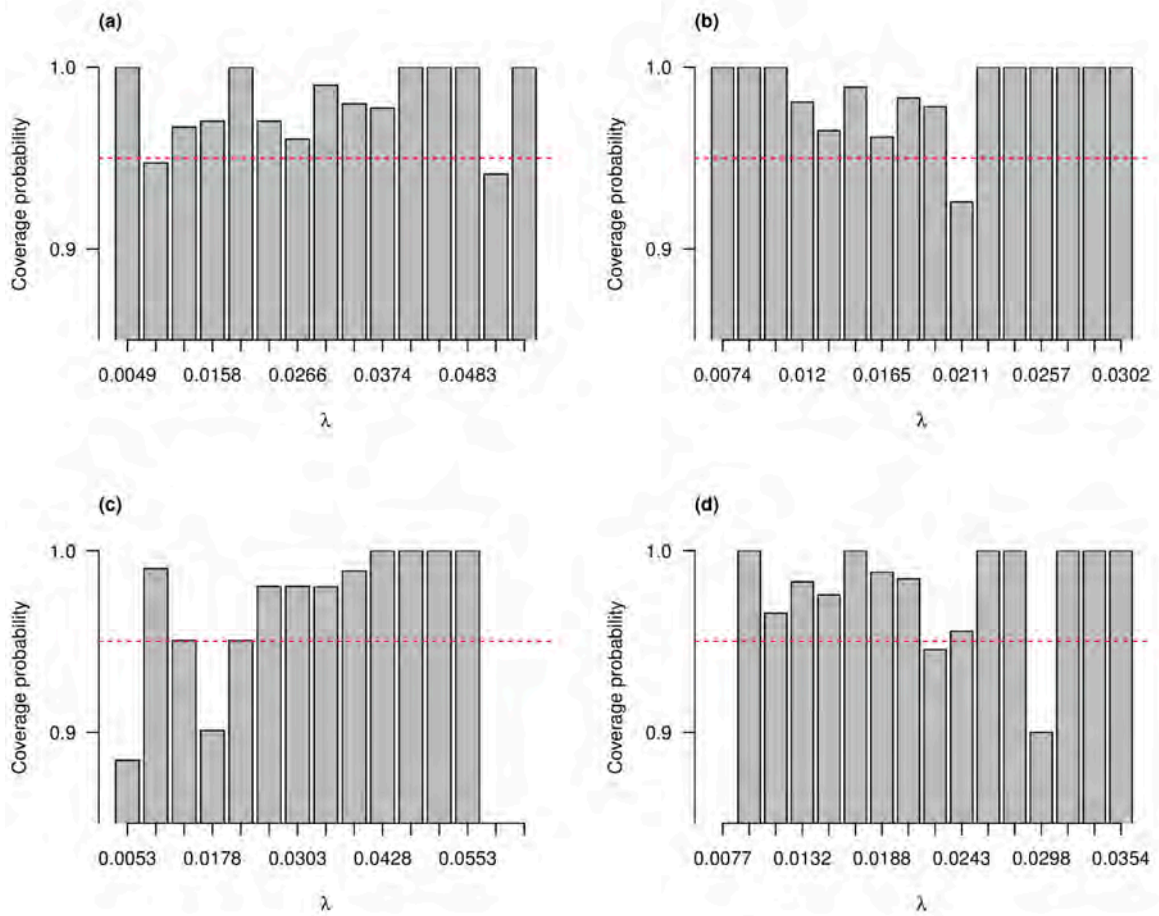 (a)
Coverage probability
1.0
0.9
0.0049 0.0158 0.0266 0.0374 0.0483
λ
(b)
Coverage probability
1.0
0.9
0.0074 0.012 0.0165 0.0211 0.0257 0.0302
λ
(c)
Coverage probability
1.0
0.9
0.0053 0.0178 0.0303 0.0428 0.0553
λ
(d)
Coverage probability
1.0
0.9
0.0077 0.0132 0.0188 0.0243 0.0298 0.0354
λ